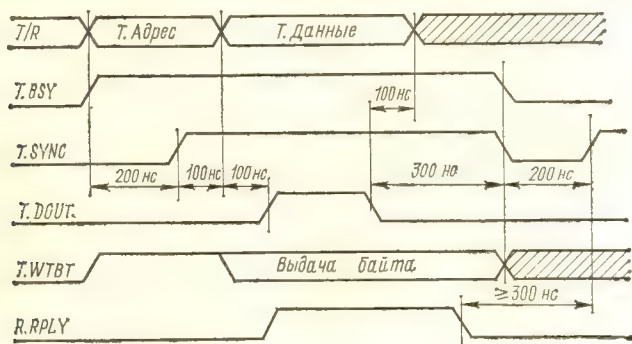 T/R
T. Адрес
T. Данные
T.BSY
100 нс
T.SYNC
200 нс
100 нс
100 нс
300 нс
200 нс
T.DOUT
T.WTBT
Выдача байта
≥300 нс
R.RPLY